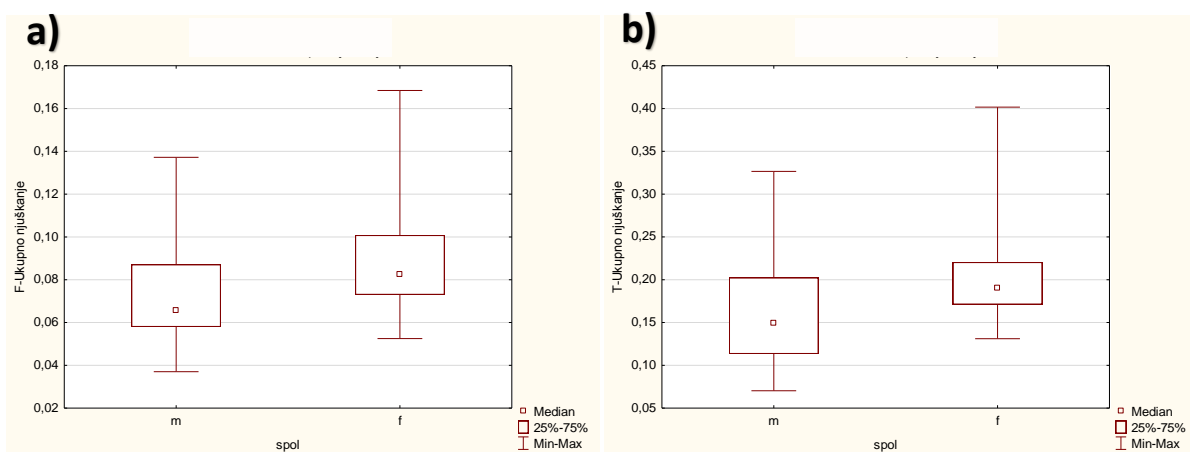 a)
0,18
0,16
0,14
0,12
0,10
0,08
0,06
0,04
0,02
F-Ukupno njuškanje
m
f
spol
Median
25%-75%
Min-Max
b)
0,45
0,40
0,35
0,30
0,25
0,20
0,15
0,10
0,05
T-Ukupno njuškanje
m
f
spol
Median
25%-75%
Min-Max